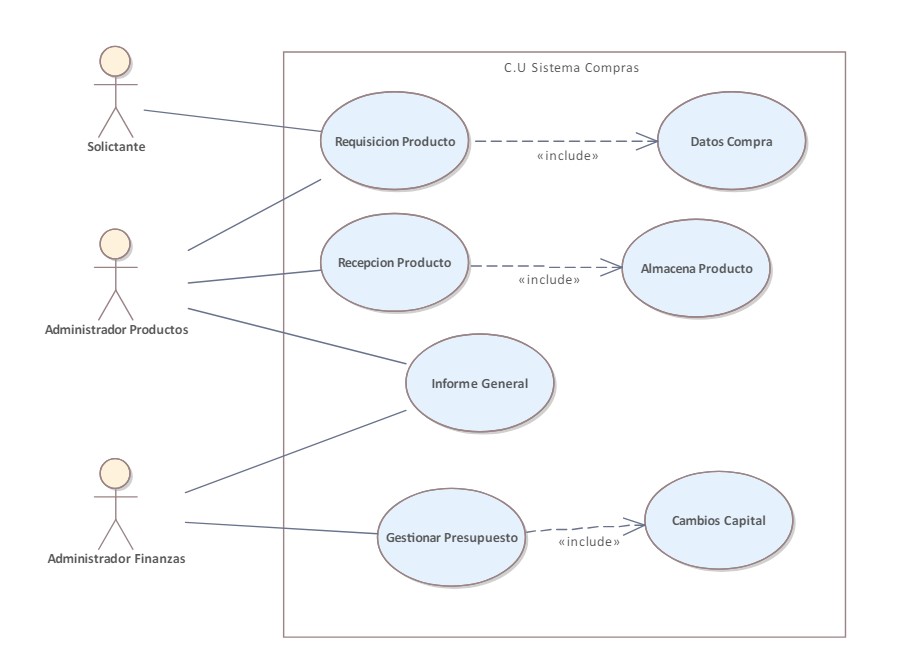 C.U Sistema Compras
Solictante
Requisicion Producto
«include»
Datos Compra
Administrador Productos
Recepcion Producto
«include»
Almacena Producto
Informe General
Administrador Finanzas
Gestionar Presupuesto
«include»
Cambios Capital